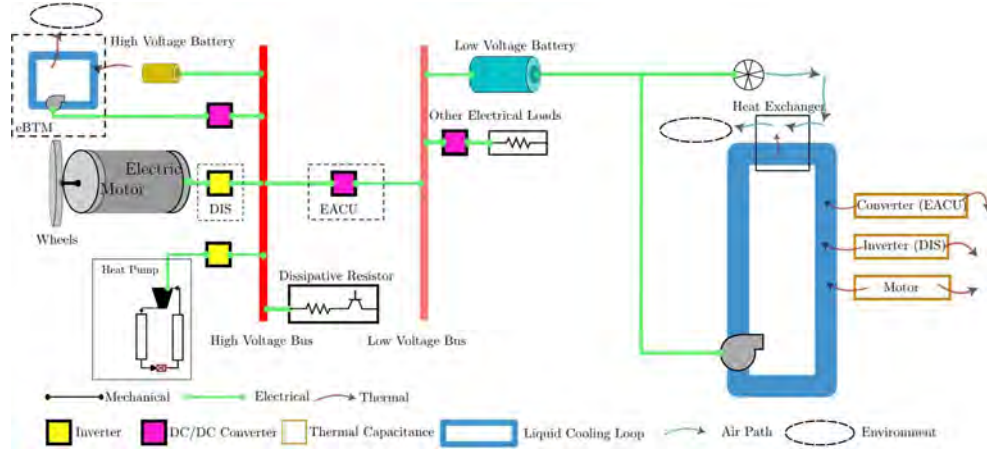 Environment
High Voltage Battery
Low Voltage Battery
eBTM
Other Electrical Loads
Heat Exchanger
Environment
Electric
Motor
DIS
EACU
Wheels
Converter (EACU)
Inverter (DIS)
Motor
Heat Pump
Dissipative Resistor
High Voltage Bus
Low Voltage Bus
Mechanical
Electrical
Thermal
Inverter
DC/DC Converter
Thermal Capacitance
Liquid Cooling Loop
Air Path
Environment